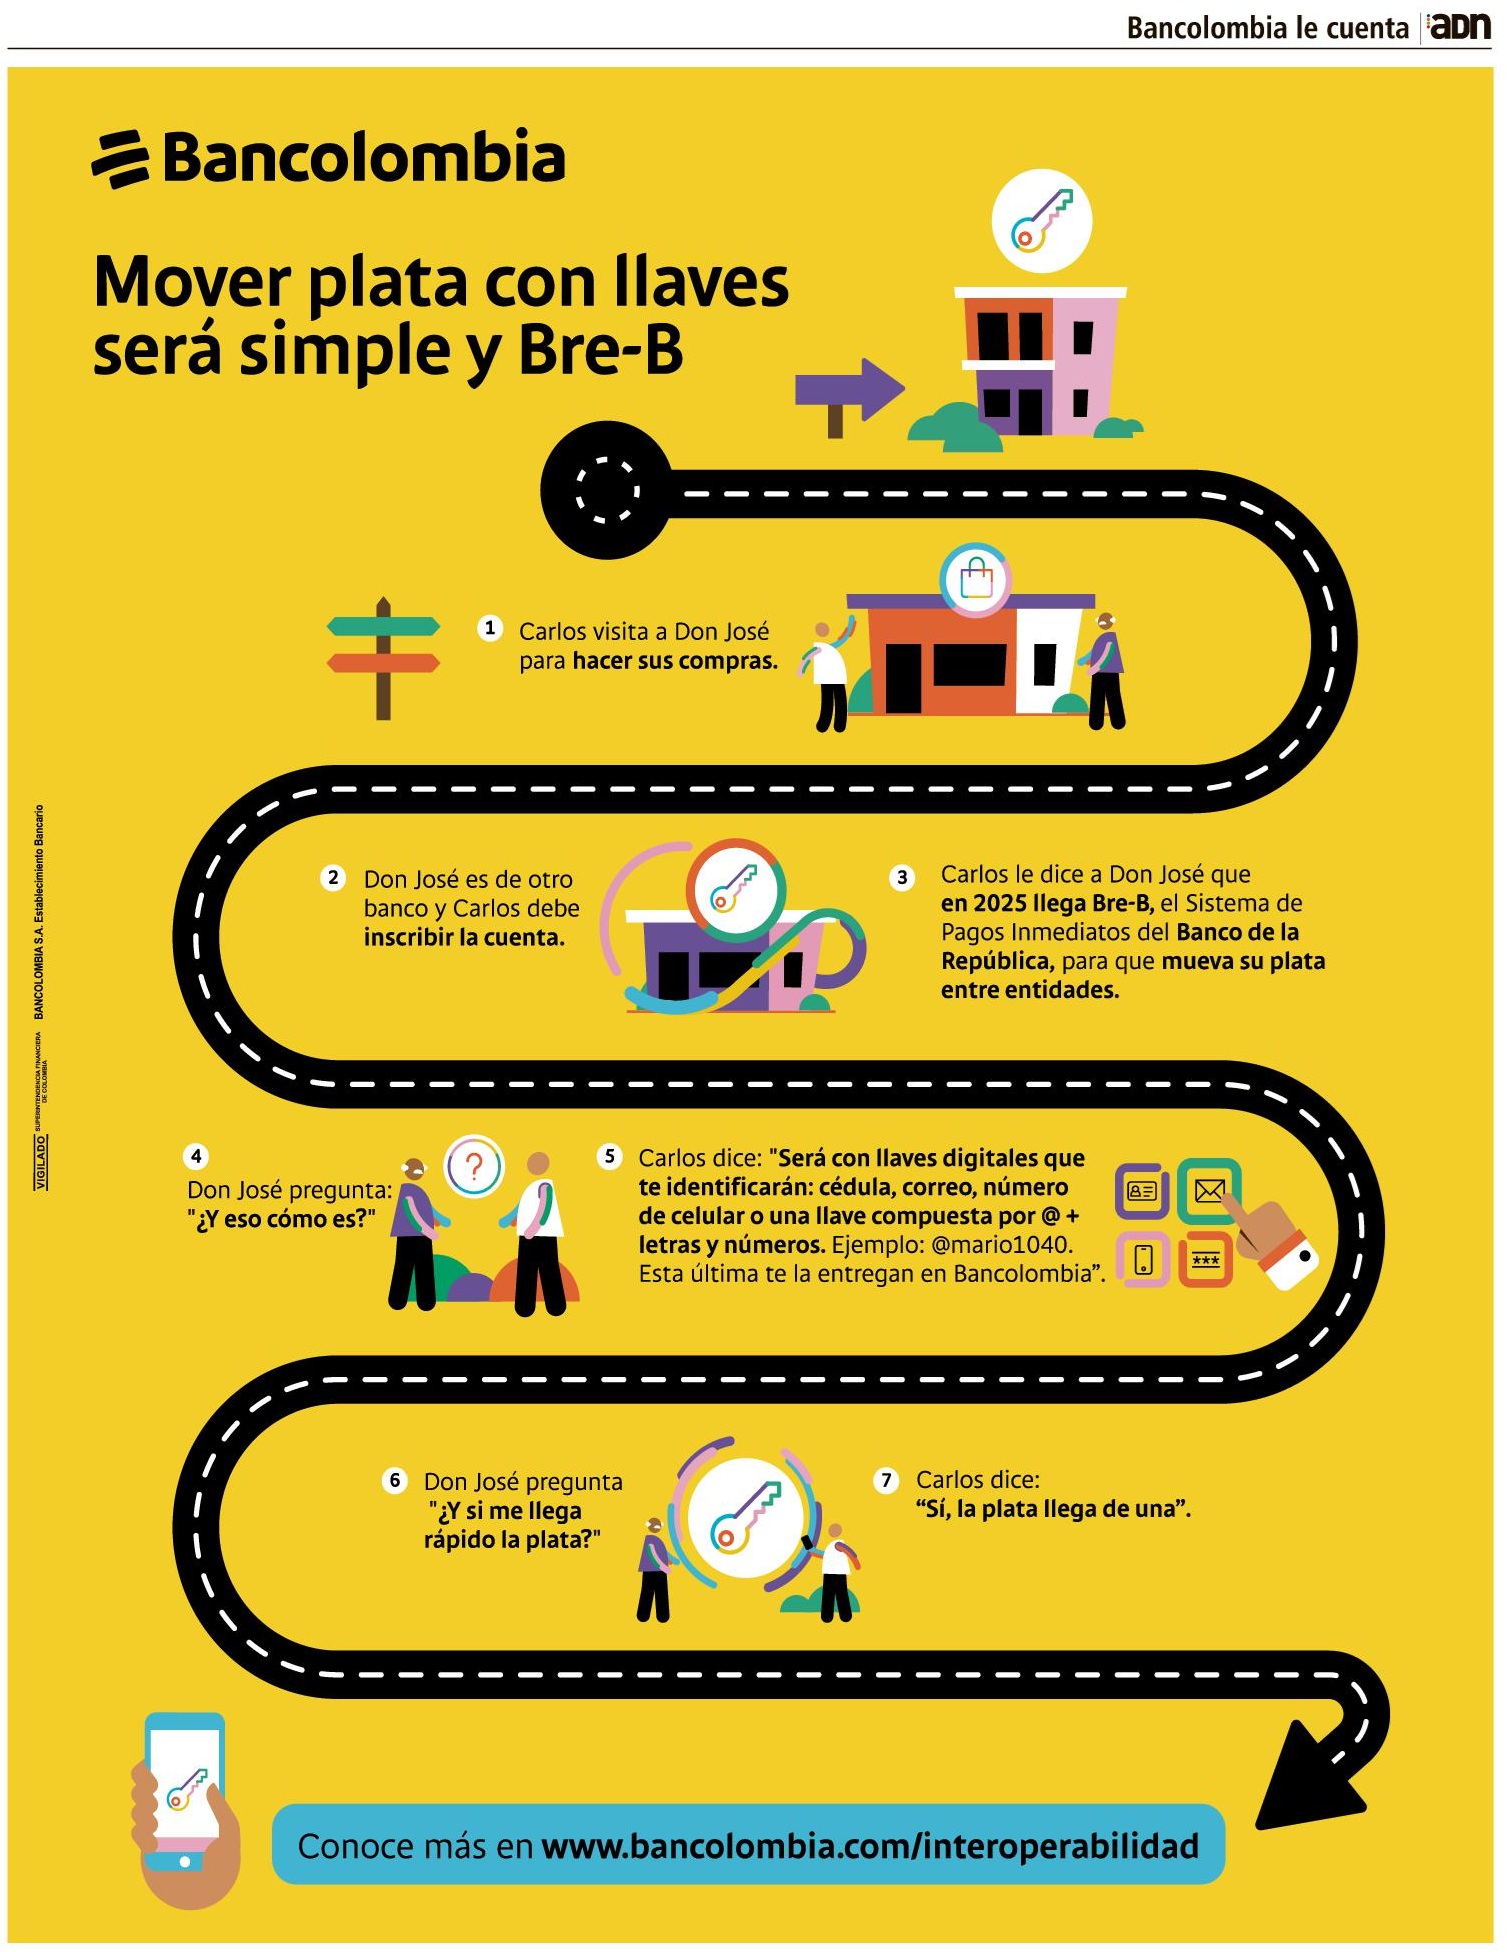 Bancolombia le cuenta
aDN
Bancolombia
Mover plata con llaves
será simple y Bre-B
1
Carlos visita a Don José
para hacer sus compras.
2
Don José es de otro
banco y Carlos debe
inscribir la cuenta.
3
Carlos le dice a Don José que
en 2025 llega Bre-B, el Sistema de
Pagos Inmediatos del Banco de la
República, para que mueva su plata
entre entidades.
4
Don José pregunta:
"¿Y eso cómo es?"
?
5
Carlos dice: "Será con llaves digitales que
te identificarán: cédula, correo, número
de celular o una llave compuesta por @ +
letras y números. Ejemplo: @mario1040.
Esta última te la entregan en Bancolombia”.
***
6
Don José pregunta
"¿Y si me llega
rápido la plata?"
7
Carlos dice:
“Sí, la plata llega de una”.
Conoce más en www.bancolombia.com/interoperabilidad
VIGILADO
SUPERINTENDENCIA FINANCIERA
DE COLOMBIA
BANCOLOMBIA S.A. Establecimiento Bancario